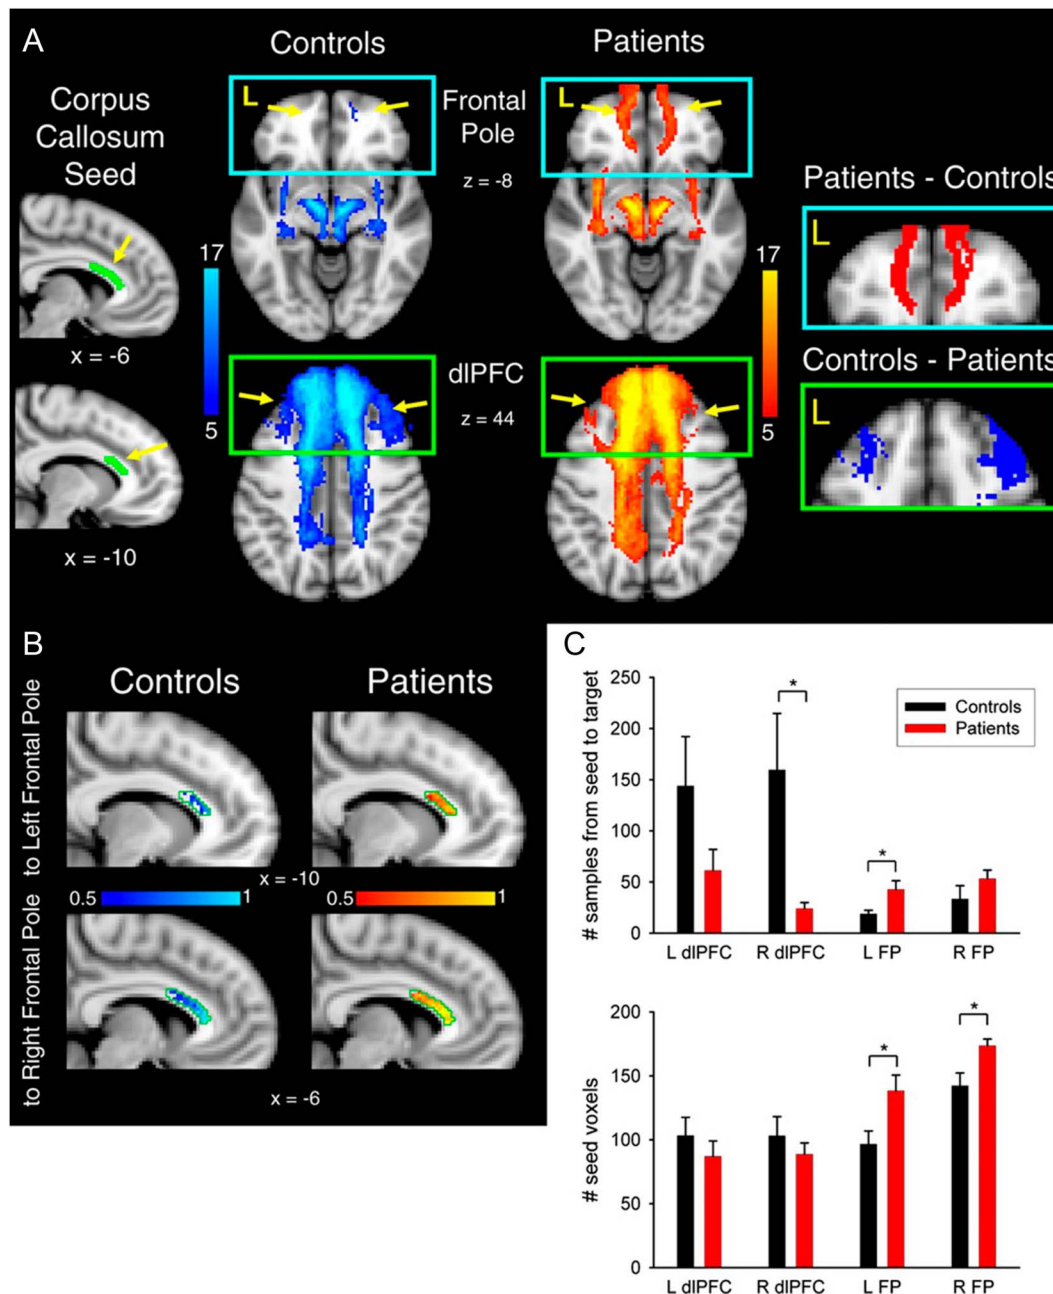 A
Controls
Patients
Corpus
Callosum
Seed
L
Frontal
Pole
z = -8
L
Patients - Controls
L
17
5
17
5
x = -6
dlPFC
z = 44
Controls - Patients
L
x = -10
B
Controls
Patients
to Left Frontal Pole
x = -10
0.5
1
0.5
1
to Right Frontal Pole
x = -6
C
# samples from seed to target
250
200
150
100
50
0
*
*
Controls
Patients
L dlPFC
R dlPFC
L FP
R FP
# seed voxels
200
150
100
50
0
*
*
L dlPFC
R dlPFC
L FP
R FP